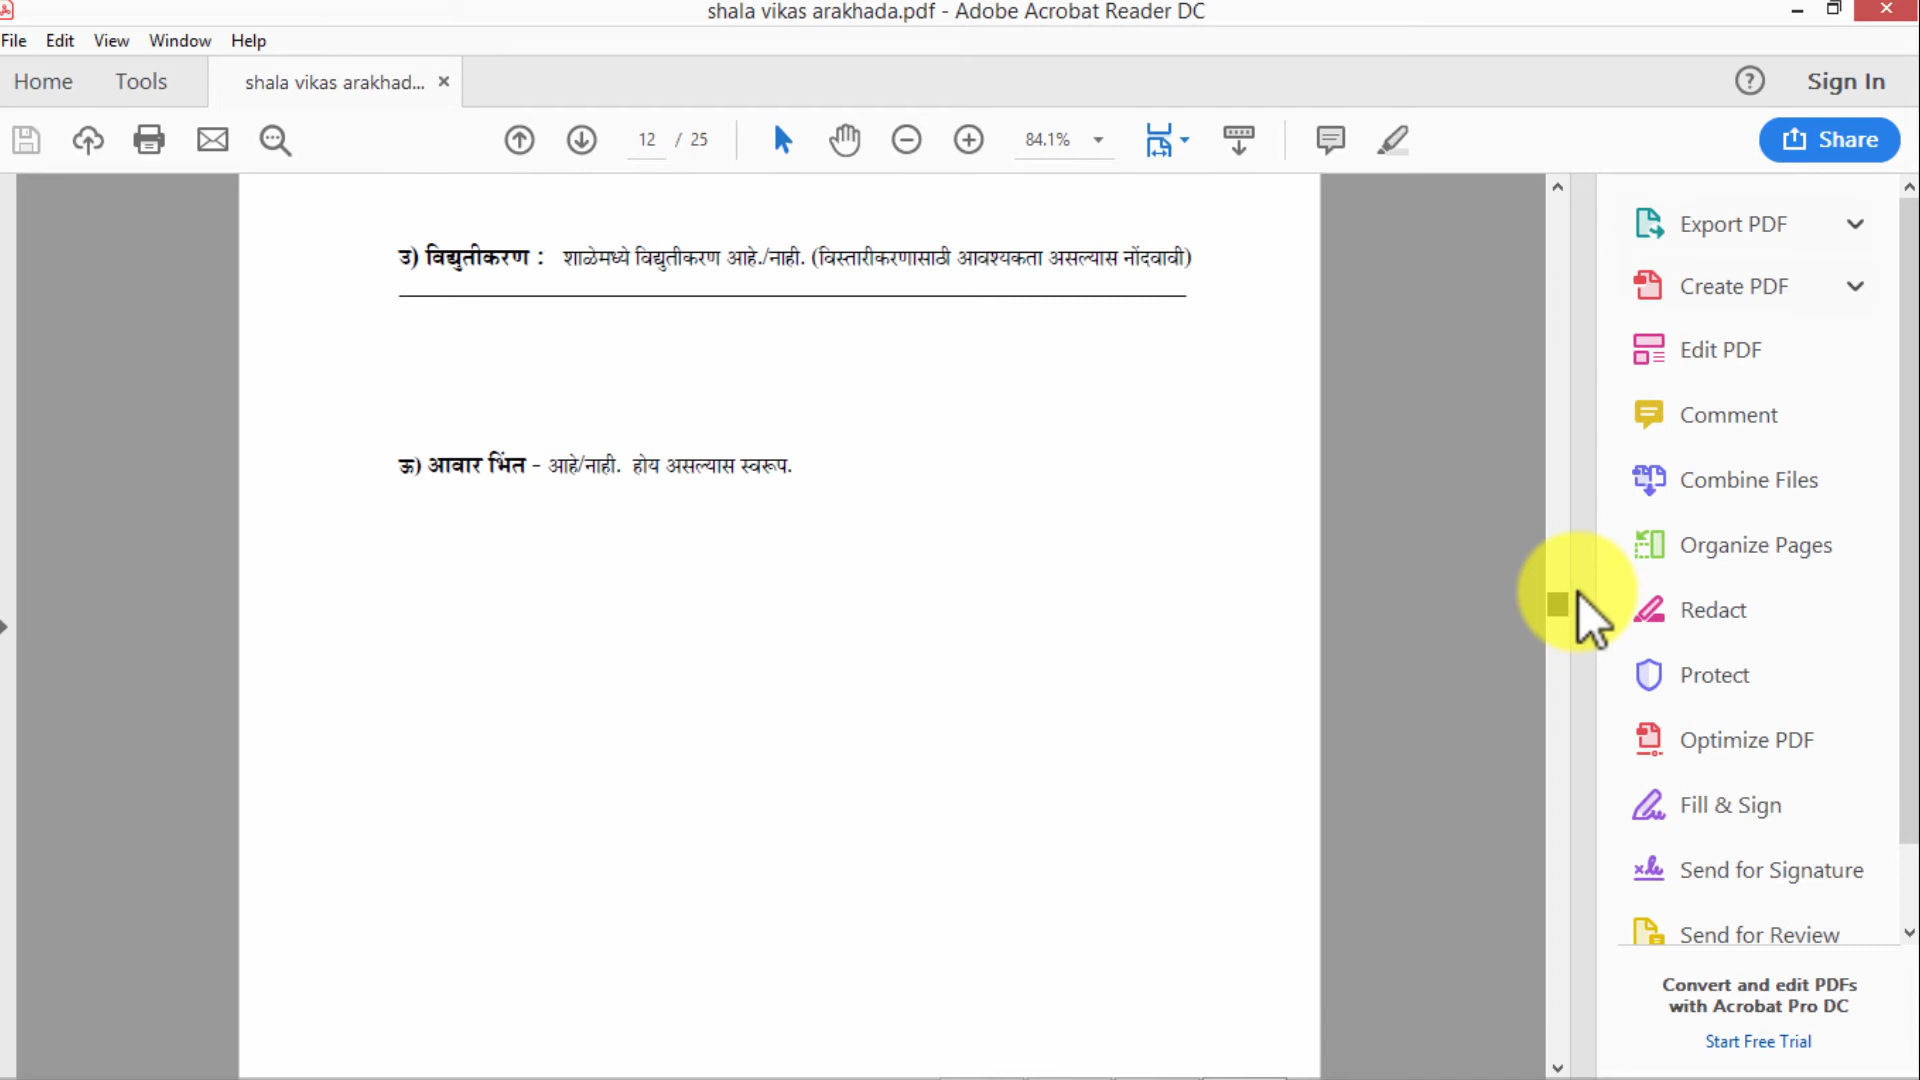 shala vikas arakhada.pdf - Adobe Acrobat Reader DC
File Edit View Window Help
Home Tools shala vikas arakhad... × ? Sign In
12 / 25 84.1% Share
उ) विद्युतीकरण : शाळेमध्ये विद्युतीकरण आहे./नाही. (विस्तारीकरणासाठी आवश्यकता असल्यास नोंदवावी)
ऊ) आवार भिंत - आहे/नाही. होय असल्यास स्वरूप.
Export PDF
Create PDF
Edit PDF
Comment
Combine Files
Organize Pages
Redact
Protect
Optimize PDF
Fill & Sign
Send for Signature
Send for Review
Convert and edit PDFs
with Acrobat Pro DC
Start Free Trial